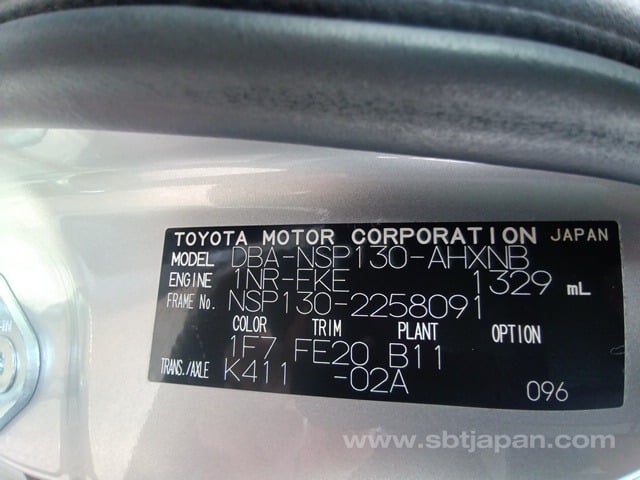 TOYOTA MOTOR CORPORATION JAPAN
MODEL DBA-NSP130-AHXNB
ENGINE 1NR-FKE 1329 mL
FRAME No. NSP130-2258091
COLOR TRIM PLANT OPTION
1F7 FE20 B11
TRANS./AXLE K411 -02A
096
www.sbtjapan.com